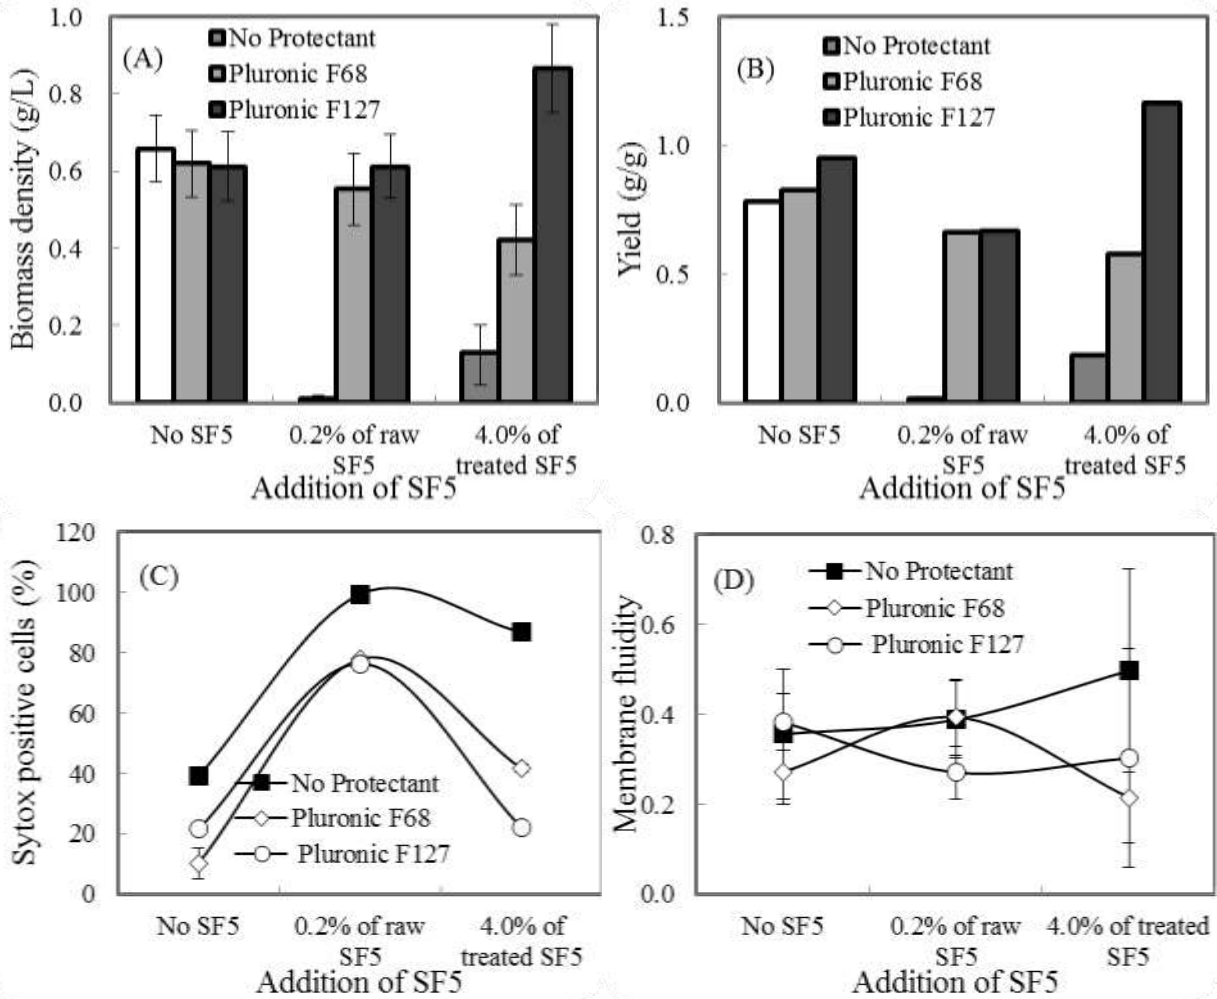 (A)
No Protectant
Pluronic F68
Pluronic F127
Biomass density (g/L)
1.0
0.8
0.6
0.4
0.2
0.0
No SF5
0.2% of raw
SF5
4.0% of
treated SF5
Addition of SF5
(B)
No Protectant
Pluronic F68
Pluronic F127
Yield (g/g)
1.5
1.0
0.5
0.0
No SF5
0.2% of raw
SF5
4.0% of
treated SF5
Addition of SF5
(C)
Sytox positive cells (%)
120
100
80
60
40
20
0
No Protectant
Pluronic F68
Pluronic F127
No SF5
0.2% of raw
SF5
4.0% of
treated SF5
Addition of SF5
(D)
No Protectant
Pluronic F68
Pluronic F127
Membrane fluidity
0.8
0.6
0.4
0.2
0.0
No SF5
0.2% of raw
SF5
4.0% of treated
SF5
Addition of SF5